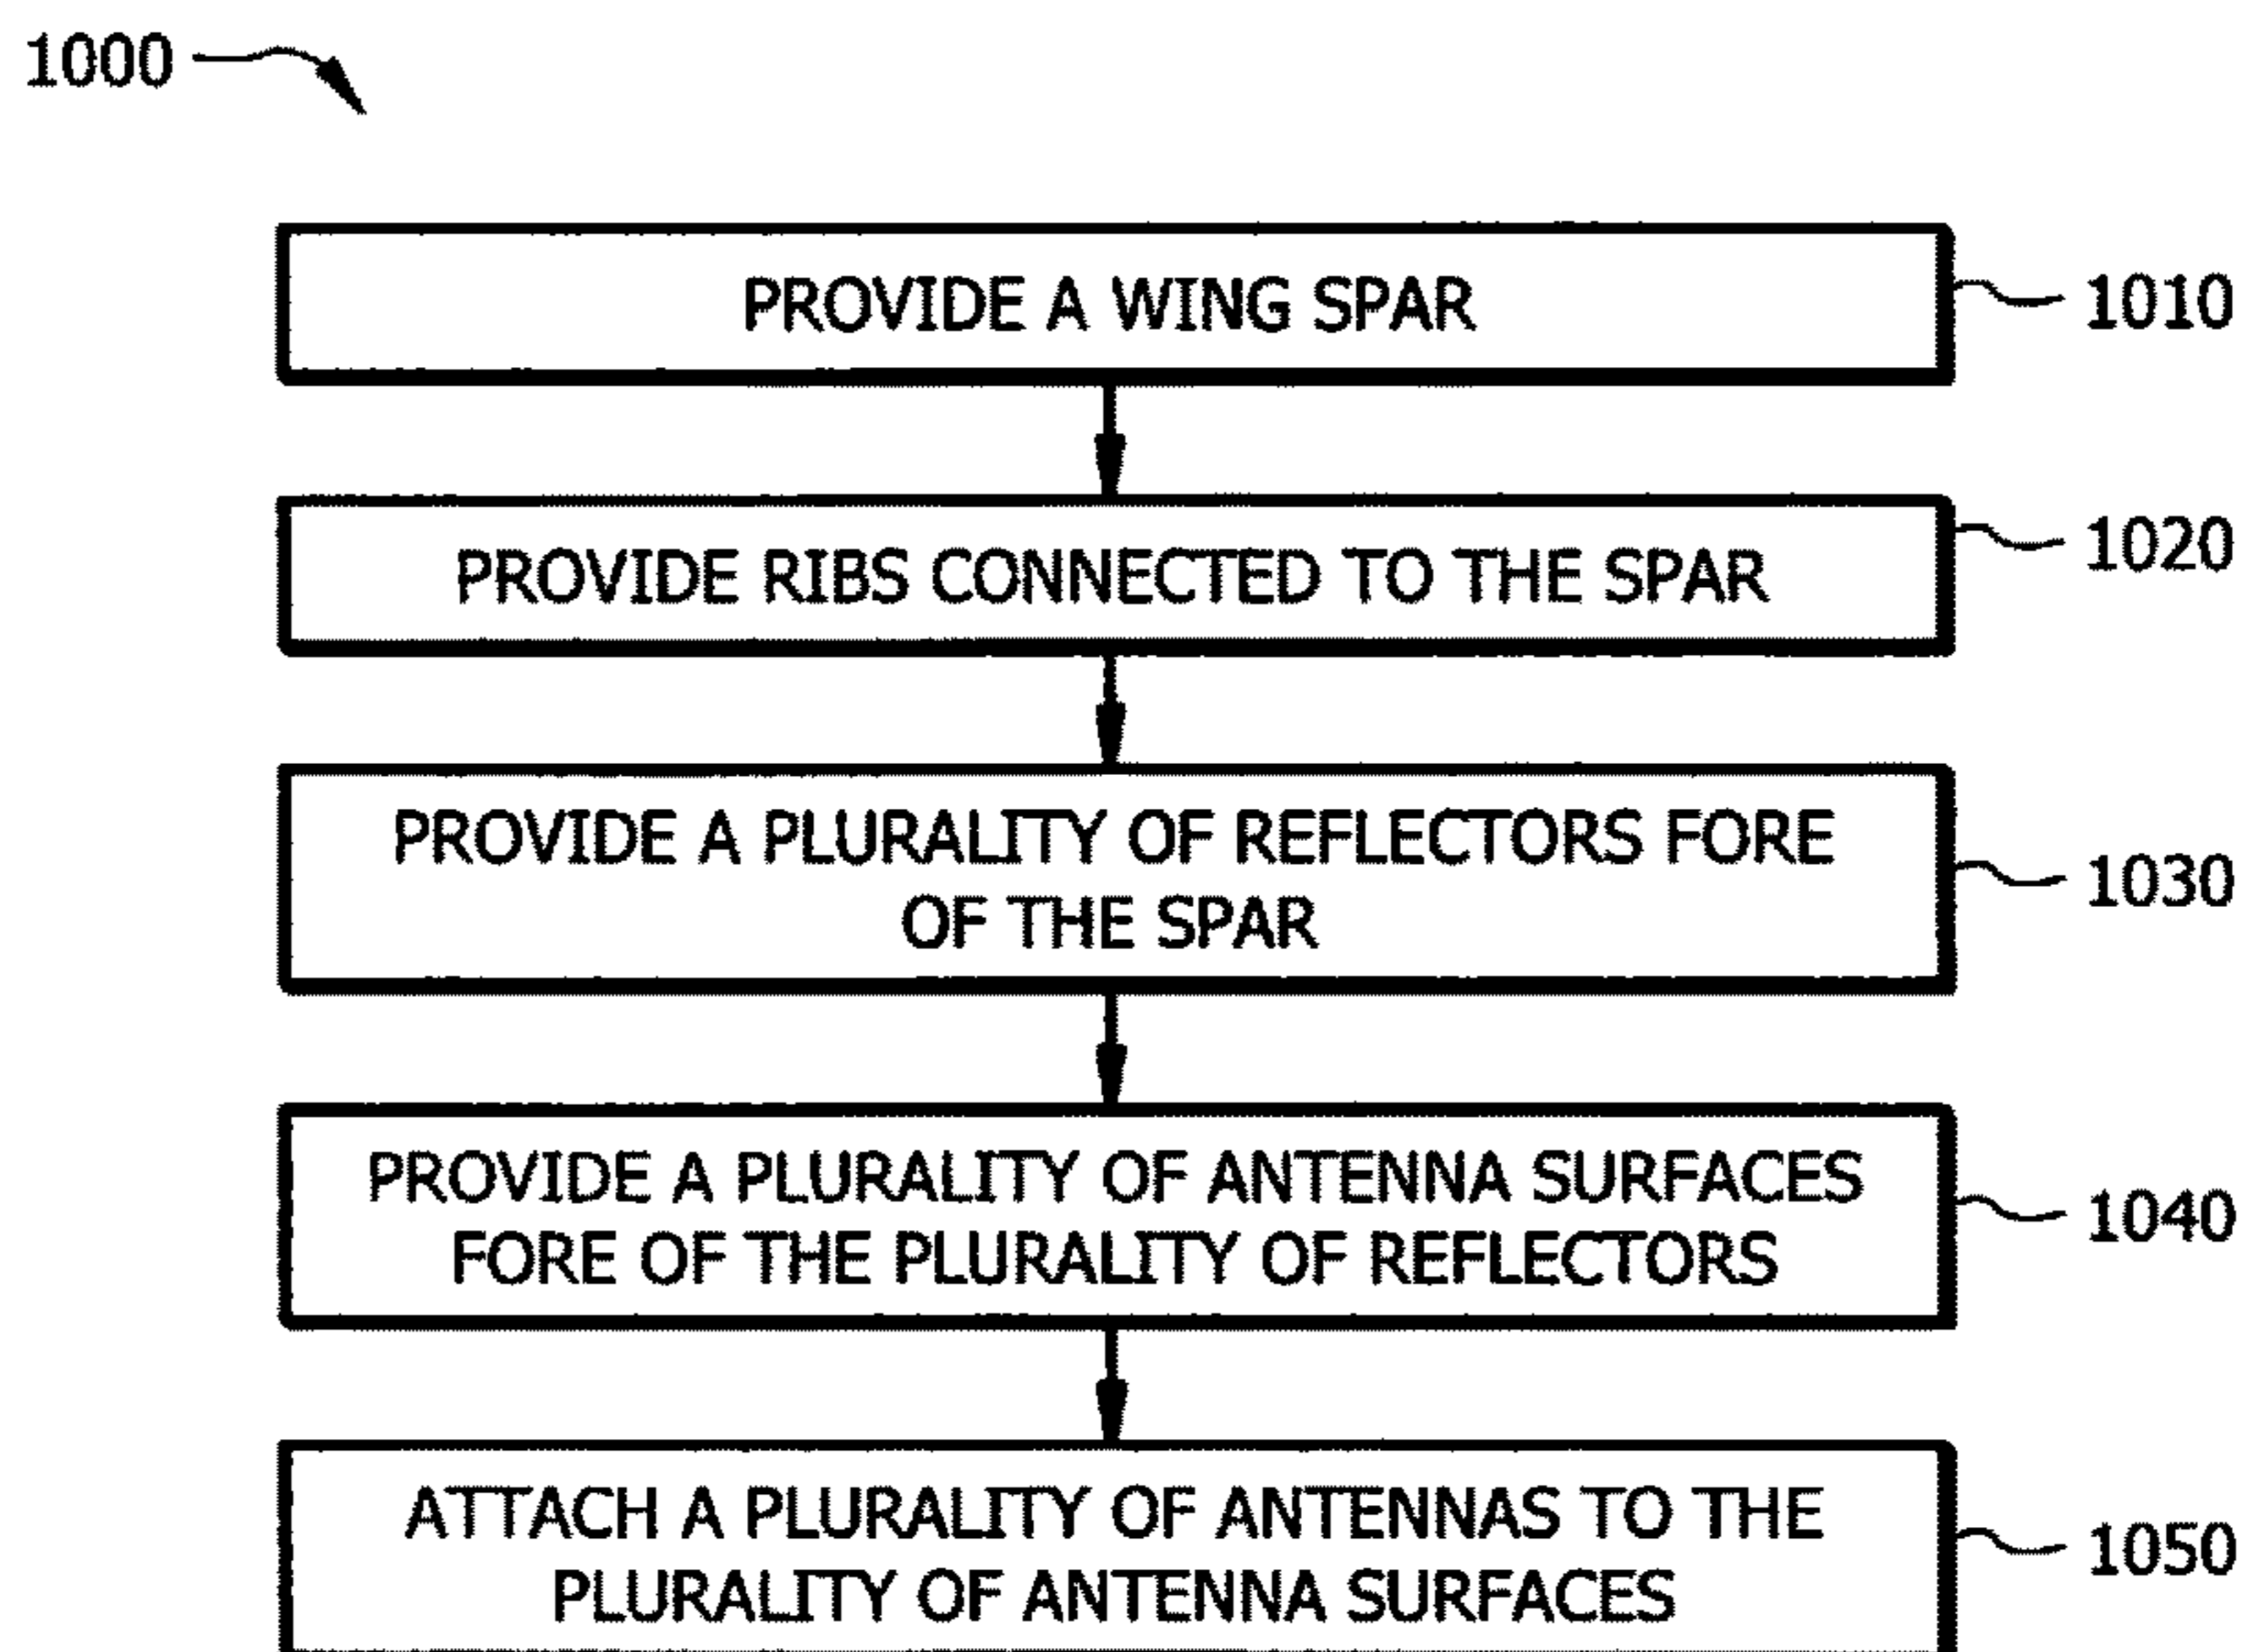 1000
PROVIDE A WING SPAR
1010
PROVIDE RIBS CONNECTED TO THE SPAR
1020
PROVIDE A PLURALITY OF REFLECTORS FORE
OF THE SPAR
1030
PROVIDE A PLURALITY OF ANTENNA SURFACES
FORE OF THE PLURALITY OF REFLECTORS
1040
ATTACH A PLURALITY OF ANTENNAS TO THE
PLURALITY OF ANTENNA SURFACES
1050